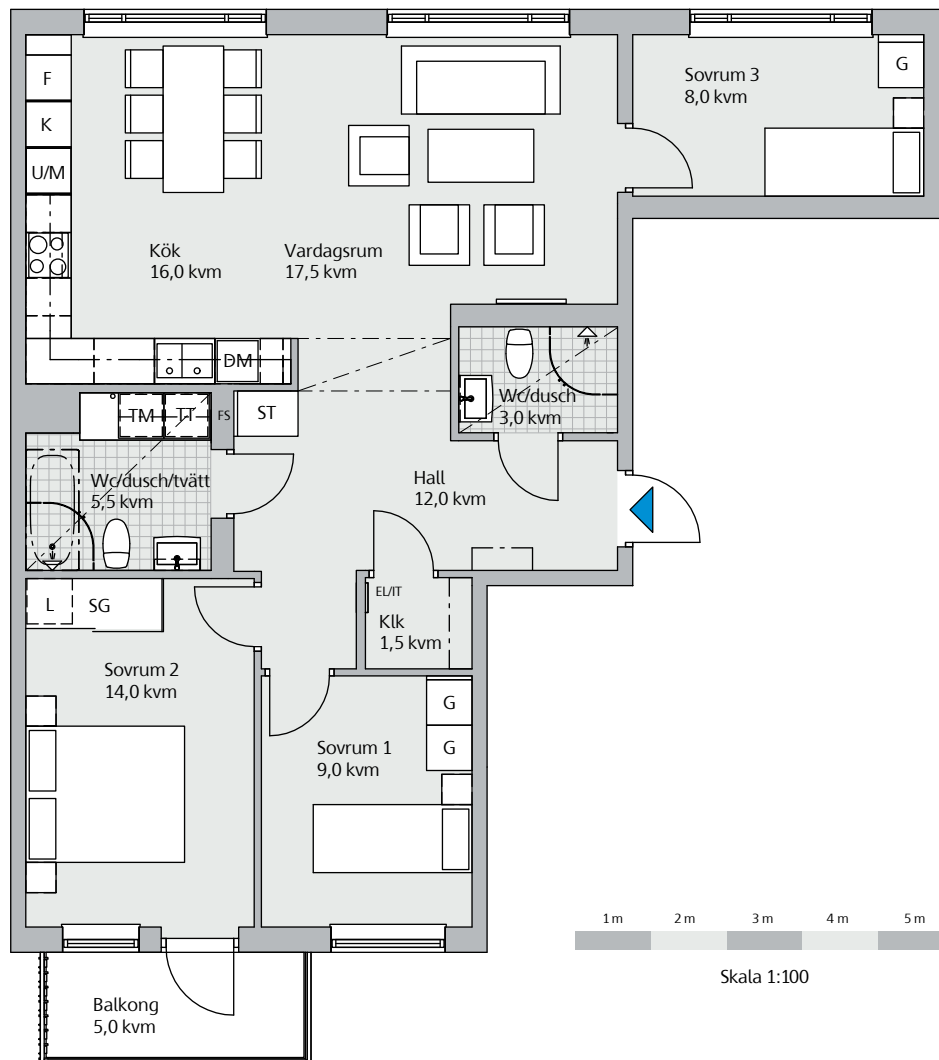 F
K
U/M
Sovrum 3
8,0 kvm
G
Kök
16,0 kvm
Vardagsrum
17,5 kvm
DM
TM
TT
FS
ST
Wc/dusch
3,0 kvm
Wc/dusch/tvätt
5,5 kvm
Hall
12,0 kvm
EL/IT
Klk
1,5 kvm
L
SG
Sovrum 2
14,0 kvm
G
G
Sovrum 1
9,0 kvm
1 m 2 m 3 m 4 m 5 m
Skala 1:100
Balkong
5,0 kvm